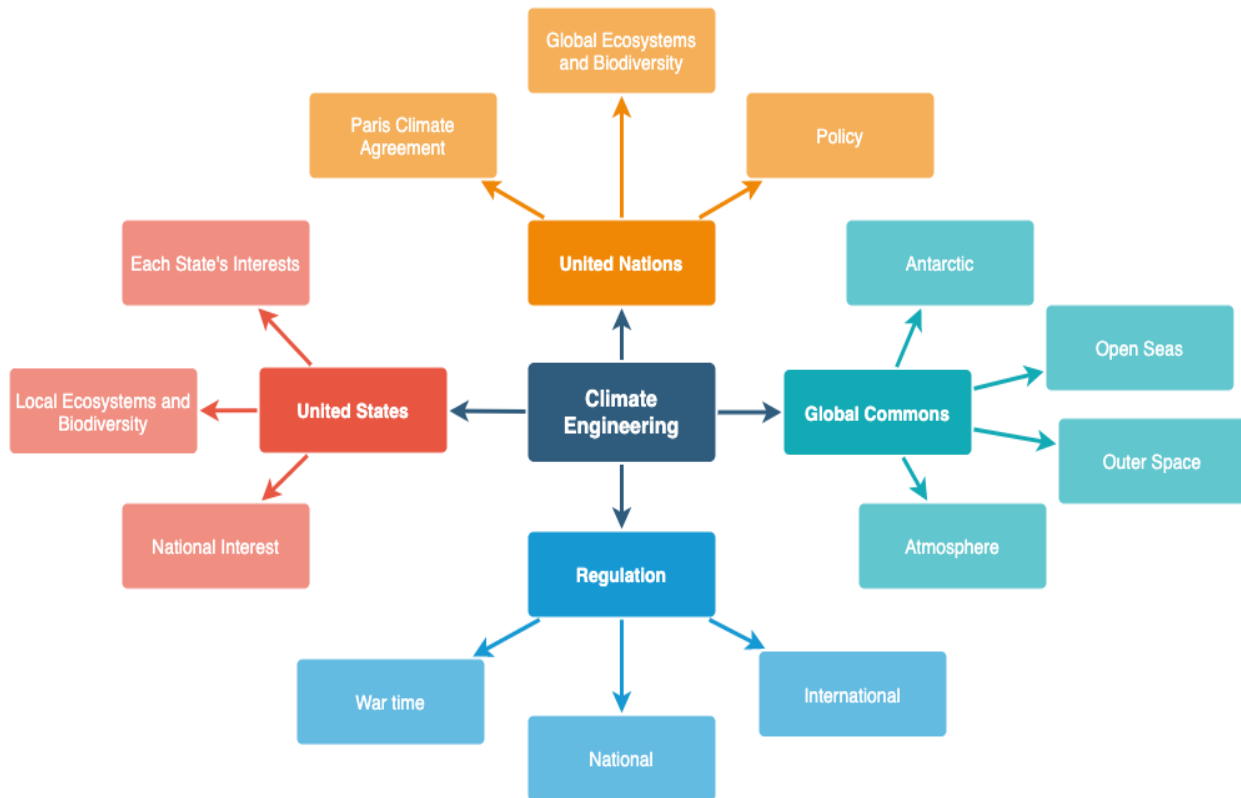 Global Ecosystems
and Biodiversity
Paris Climate
Agreement
Policy
Each State's Interests
United Nations
Antarctic
Open Seas
Local Ecosystems and
Biodiversity
United States
Climate
Engineering
Global Commons
Outer Space
National Interest
Regulation
Atmosphere
War time
International
National